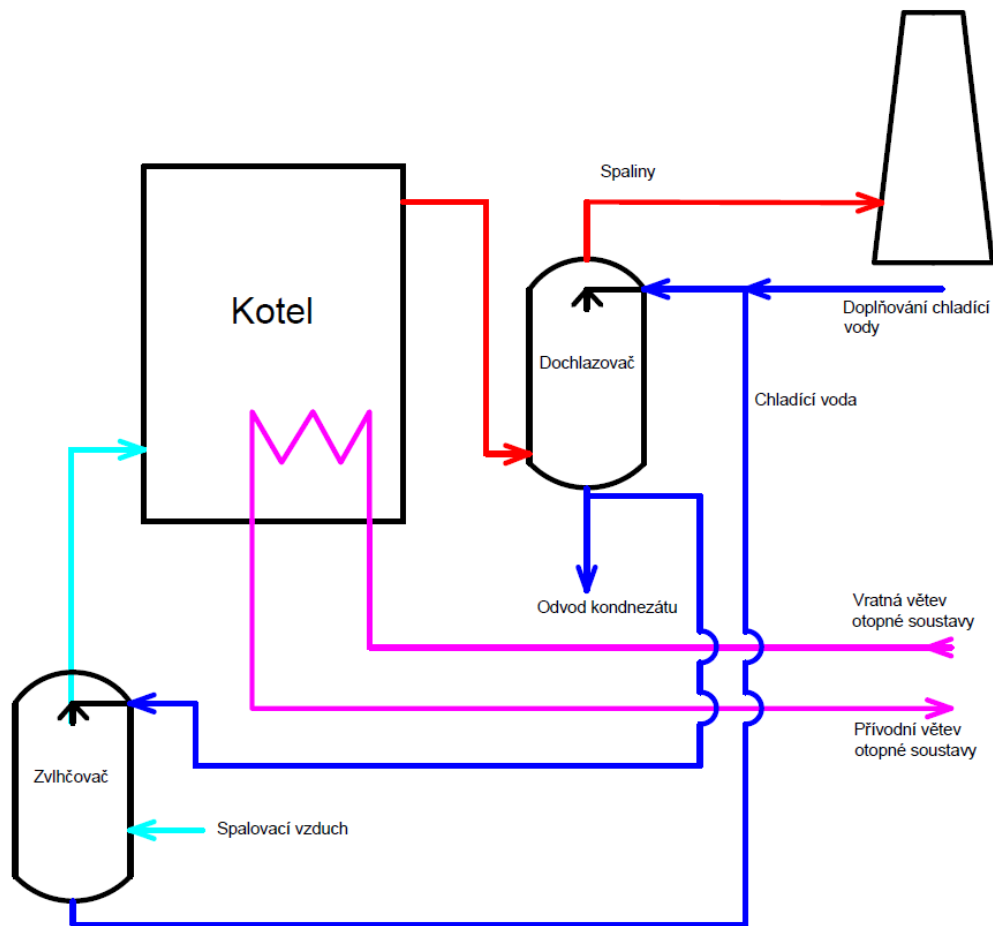 Spaliny
Kotel
Doplňování chladící
vody
Dochlazovač
Chladící voda
Odvod kondnezátu
Vratná větev
otopné soustavy
Přívodní větev
otopné soustavy
Zvlhčovač
Spalovací vzduch